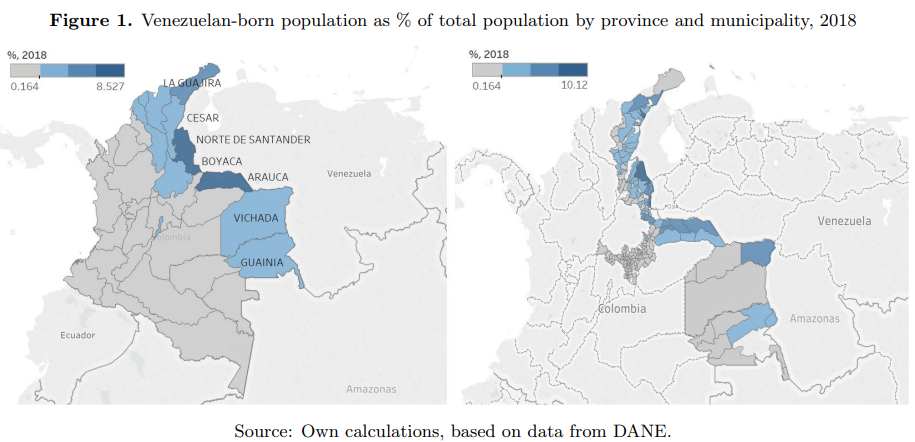 Figure 1. Venezuelan-born population as % of total population by province and municipality, 2018
%, 2018
0.164 8.527
LA GUAJIRA
CESAR
NORTE DE SANTANDER
BOYACA
ARAUCA
Venezuela
VICHADA
Colombia
GUAINIA
Ecuador
Amazonas
%, 2018
0.164 10.12
Venezuela
Colombia
Amazonas
Source: Own calculations, based on data from DANE.